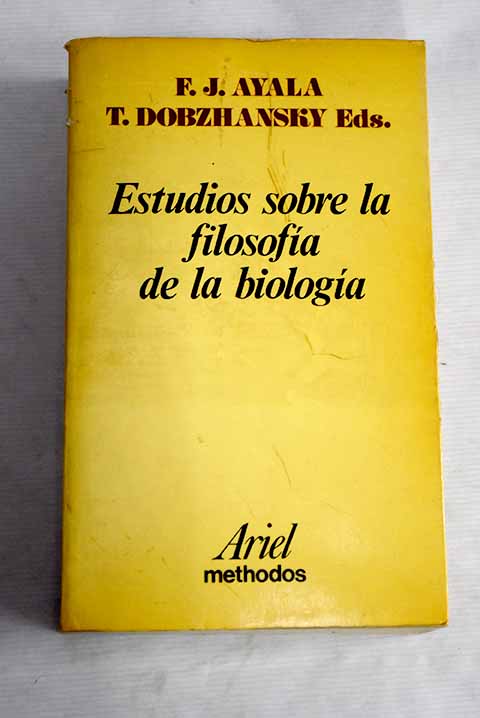 F. J. AYALA
T. DOBZHANSKY Eds.
Estudios sobre la
filosofía
de la biología
Ariel
methodos